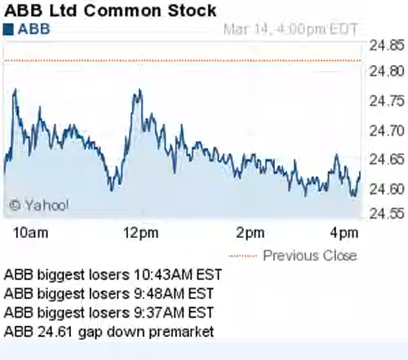 ABB Ltd Common Stock
ABB Mar 14, 4:00pm EDT
24.85
24.80
24.75
24.70
24.65
24.60
24.55
© Yahoo!
10am 12pm 2pm 4pm
Previous Close
ABB biggest losers 10:43AM EST
ABB biggest losers 9:48AM EST
ABB biggest losers 9:37AM EST
ABB 24.61 gap down premarket